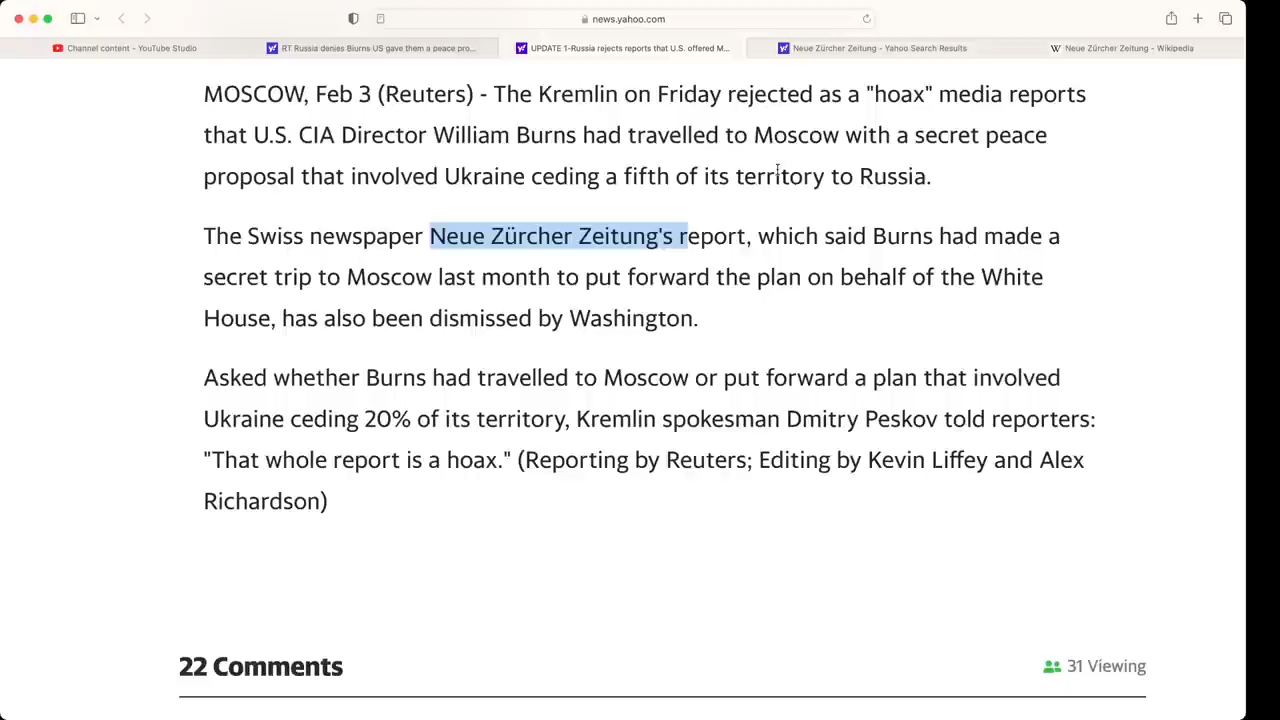 news.yahoo.com
Channel content - YouTube Studio
RT Russia denies Biurns US gave them a peace pro...
UPDATE 1-Russia rejects reports that U.S. offered M...
Neue Zürcher Zeitung - Yahoo Search Results
W Neue Zürcher Zeitung - Wikipedia
MOSCOW, Feb 3 (Reuters) - The Kremlin on Friday rejected as a "hoax" media reports
that U.S. CIA Director William Burns had travelled to Moscow with a secret peace
proposal that involved Ukraine ceding a fifth of its territory to Russia.
The Swiss newspaper Neue Zürcher Zeitung's report, which said Burns had made a
secret trip to Moscow last month to put forward the plan on behalf of the White
House, has also been dismissed by Washington.
Asked whether Burns had travelled to Moscow or put forward a plan that involved
Ukraine ceding 20% of its territory, Kremlin spokesman Dmitry Peskov told reporters:
"That whole report is a hoax." (Reporting by Reuters; Editing by Kevin Liffey and Alex
Richardson)
22 Comments
31 Viewing